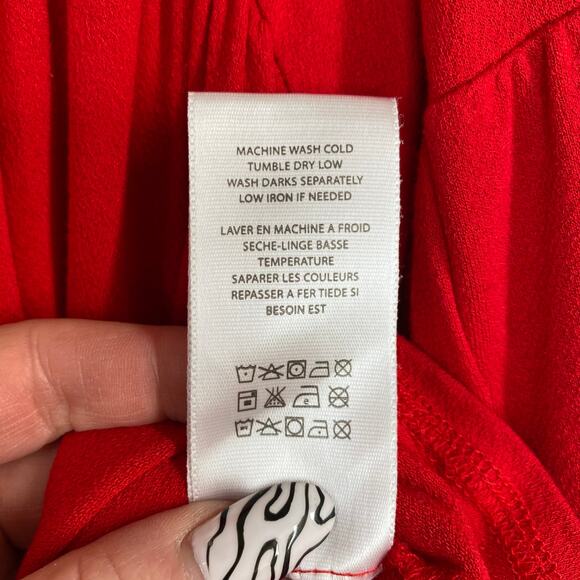 MACHINE WASH COLD
TUMBLE DRY LOW
WASH DARKS SEPARATELY
LOW IRON IF NEEDED
LAVER EN MACHINE A FROID
SECHE-LINGE BASSE
TEMPERATURE
SAPARER LES COULEURS
REPASSER A FER TIEDE SI
BESOIN EST